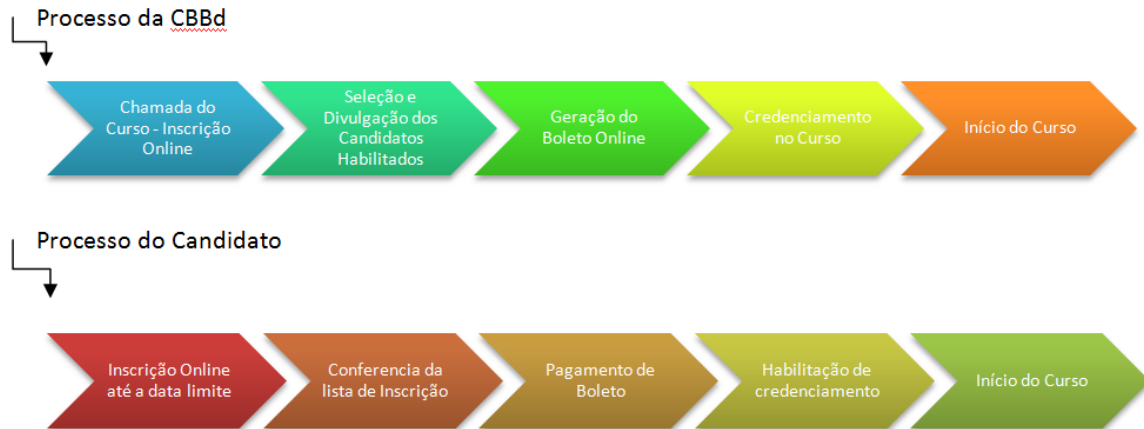 Processo da CBBd
Chamada do
Curso - Inscrição
Online
Seleção e
Divulgação dos
Candidatos
Habilitados
Geração do
Boleto Online
Credenciamento
no Curso
Início do Curso
Processo do Candidato
Inscrição Online
até a data limite
Conferencia da
lista de Inscrição
Pagamento de
Boleto
Habilitação de
credenciamento
Início do Curso